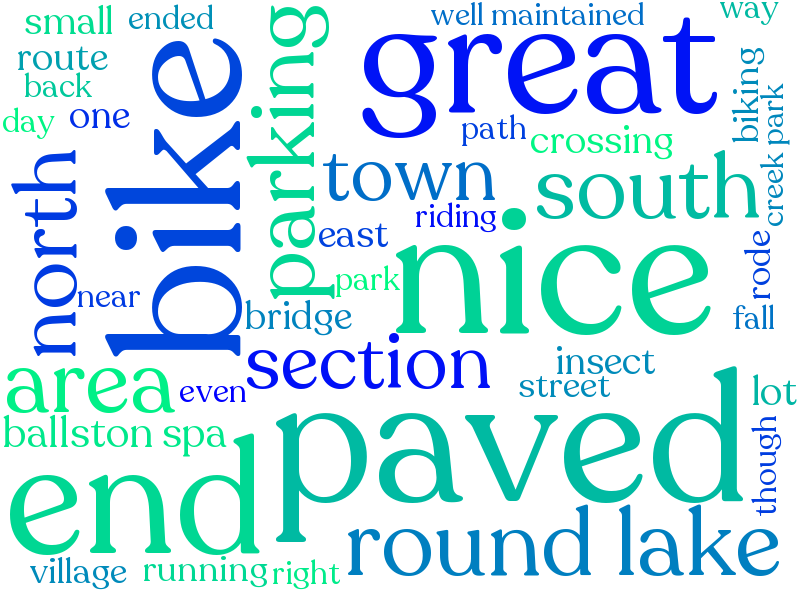 small
ended
well maintained
way
route
great
back
day
one
bike
parking
path
crossing
biking
creek park
north
town
south
riding
east
nice
rode
near
park
bridge
fall
section
insect
area
even
street
lot
ballston spa
paved
though
end
round lake
village
running
right